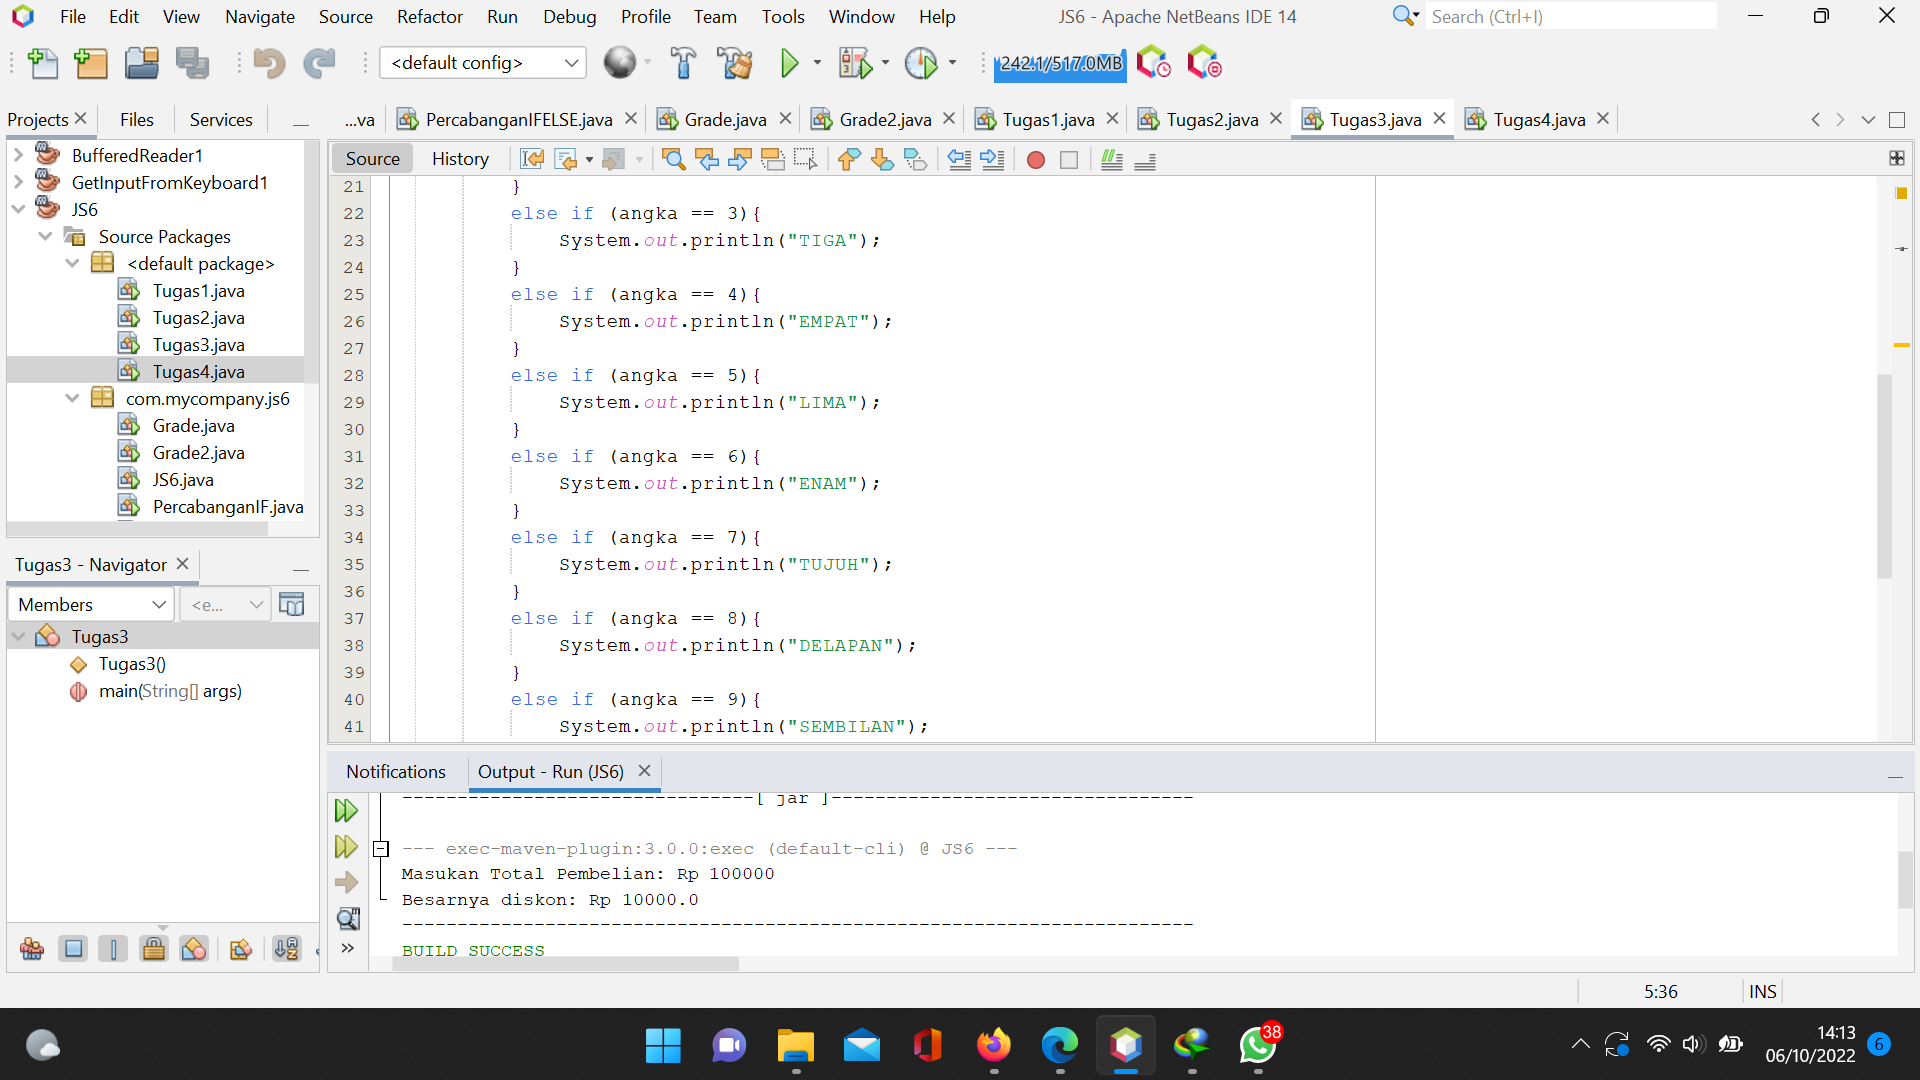 File Edit View Navigate Source Refactor Run Debug Profile Team Tools Window Help JS6 - Apache NetBeans IDE 14 Search (Ctrl+I)
<default config> 242.1/517.0MB
Projects Files Services
...va PercabanganIFELSE.java Grade.java Grade2.java Tugas1.java Tugas2.java Tugas3.java Tugas4.java
Source History
BufferedReader1
GetInputFromKeyboard1
JS6
Source Packages
<default package>
Tugas1.java
Tugas2.java
Tugas3.java
Tugas4.java
com.mycompany.js6
Grade.java
Grade2.java
JS6.java
PercabanganIF.java
Tugas3 - Navigator
Members <e...
Tugas3
Tugas3()
main(String[] args)
21 }
22 else if (angka == 3){
23 System.out.println("TIGA");
24 }
25 else if (angka == 4){
26 System.out.println("EMPAT");
27 }
28 else if (angka == 5){
29 System.out.println("LIMA");
30 }
31 else if (angka == 6){
32 System.out.println("ENAM");
33 }
34 else if (angka == 7){
35 System.out.println("TUJUH");
36 }
37 else if (angka == 8){
38 System.out.println("DELAPAN");
39 }
40 else if (angka == 9){
41 System.out.println("SEMBILAN");
Notifications Output - Run (JS6)
--------------------------------[ jar ]---------------------------------
--- exec-maven-plugin:3.0.0:exec (default-cli) @ JS6 ---
Masukan Total Pembelian: Rp 100000
Besarnya diskon: Rp 10000.0
------------------------------------------------------------------------
BUILD SUCCESS
5:36 INS
38
14:13
06/10/2022 6